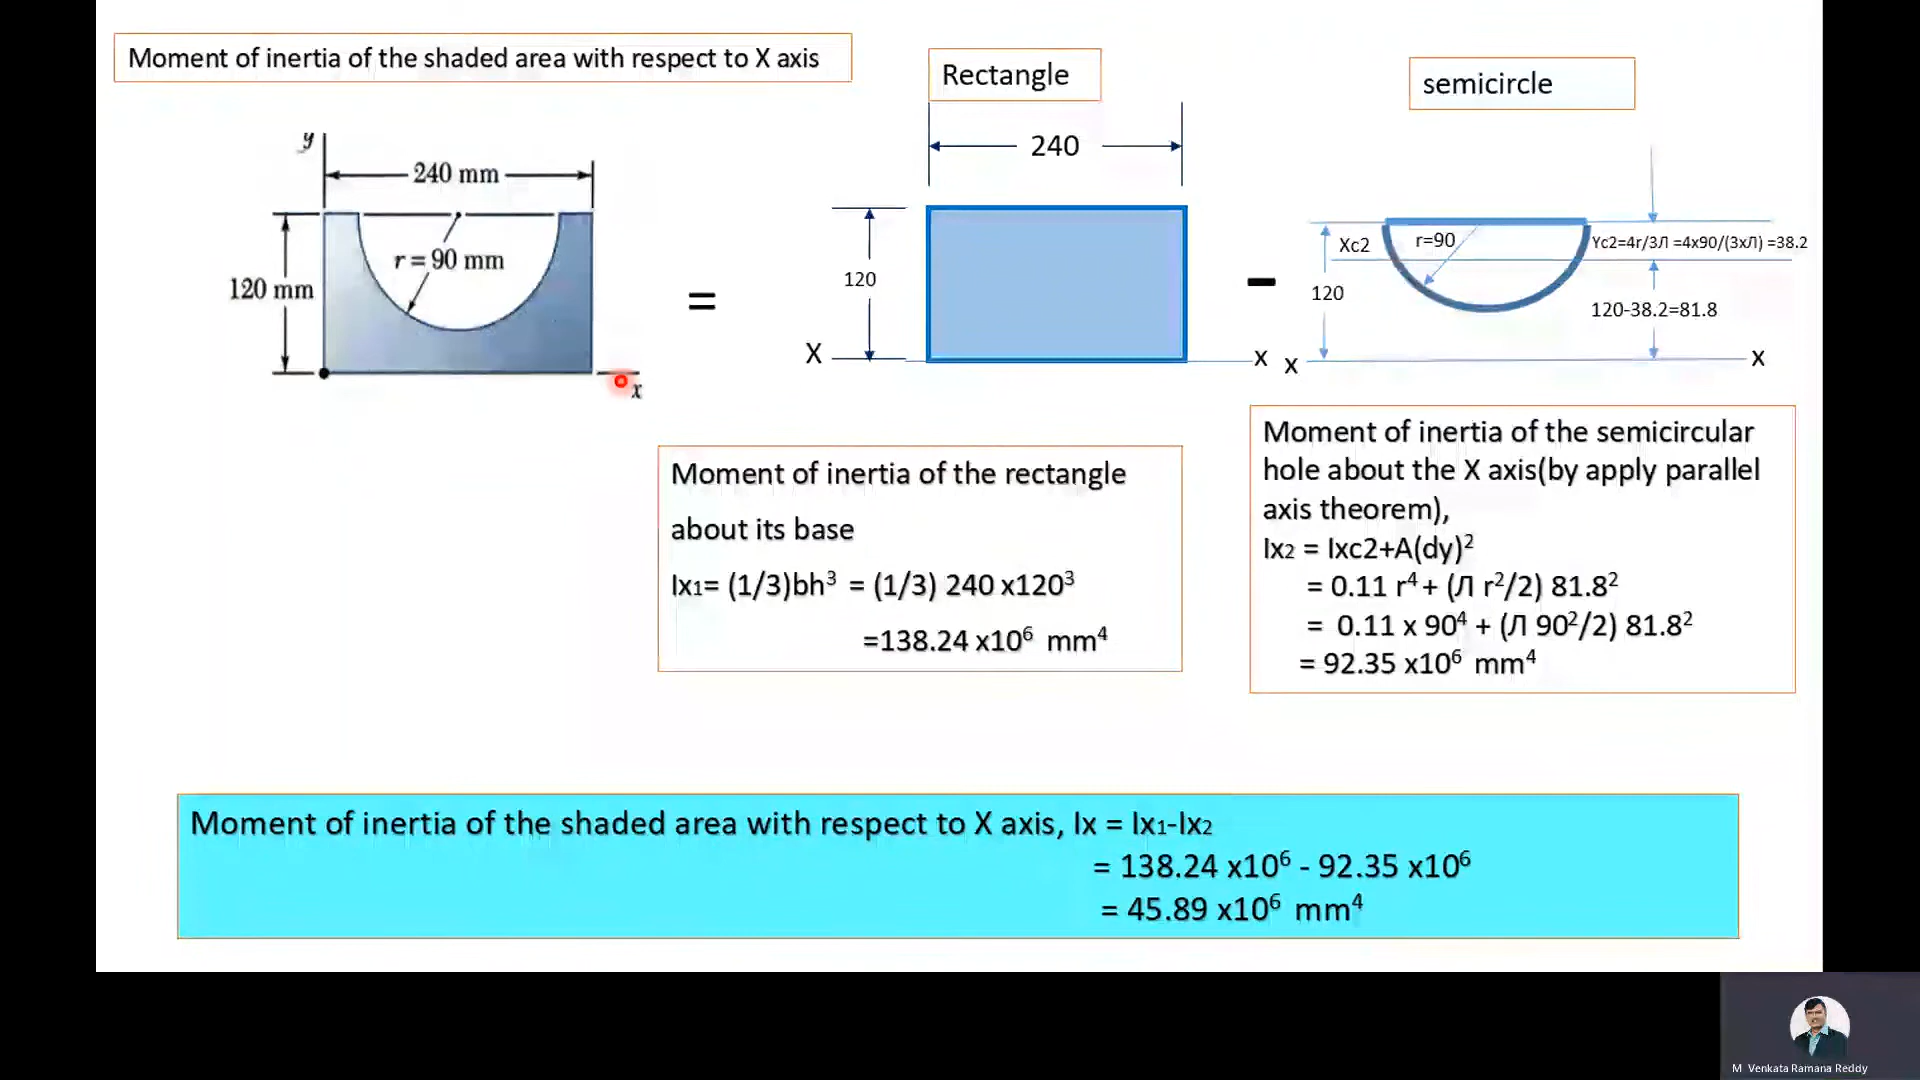 Moment of inertia of the shaded area with respect to X axis
Rectangle
semicircle
y
240 mm
r = 90 mm
120 mm
x
=
240
120
X
x
-
Xc2
r=90
Yc2=4r/3Л =4x90/(3xЛ) =38.2
120
120-38.2=81.8
x
x
Moment of inertia of the rectangle
about its base
Ix1= (1/3)bh³ = (1/3) 240 x120³
=138.24 x10⁶ mm⁴
Moment of inertia of the semicircular
hole about the X axis(by apply parallel
axis theorem),
Ix2 = Ixc2+A(dy)²
= 0.11 r⁴ + (Л r²/2) 81.8²
= 0.11 x 90⁴ + (Л 90²/2) 81.8²
= 92.35 x10⁶ mm⁴
Moment of inertia of the shaded area with respect to X axis, Ix = Ix1-Ix2
= 138.24 x10⁶ - 92.35 x10⁶
= 45.89 x10⁶ mm⁴
M Venkata Ramana Reddy